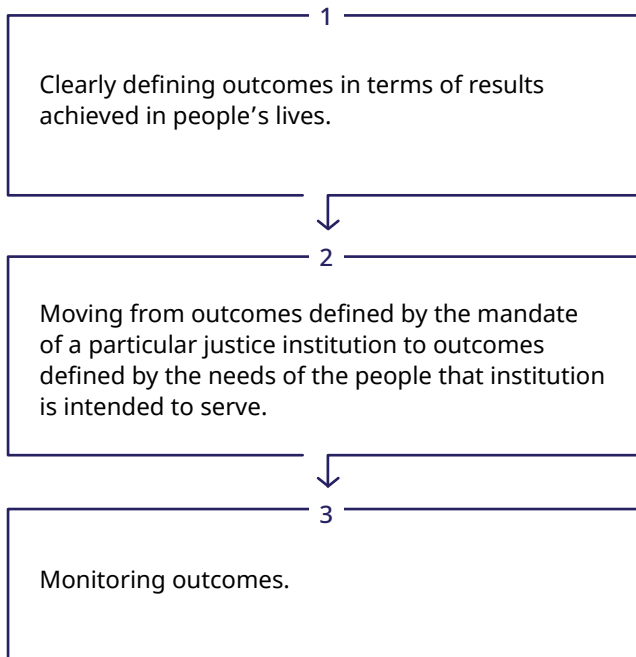 1
Clearly defining outcomes in terms of results
achieved in people’s lives.
2
Moving from outcomes defined by the mandate
of a particular justice institution to outcomes
defined by the needs of the people that institution
is intended to serve.
3
Monitoring outcomes.